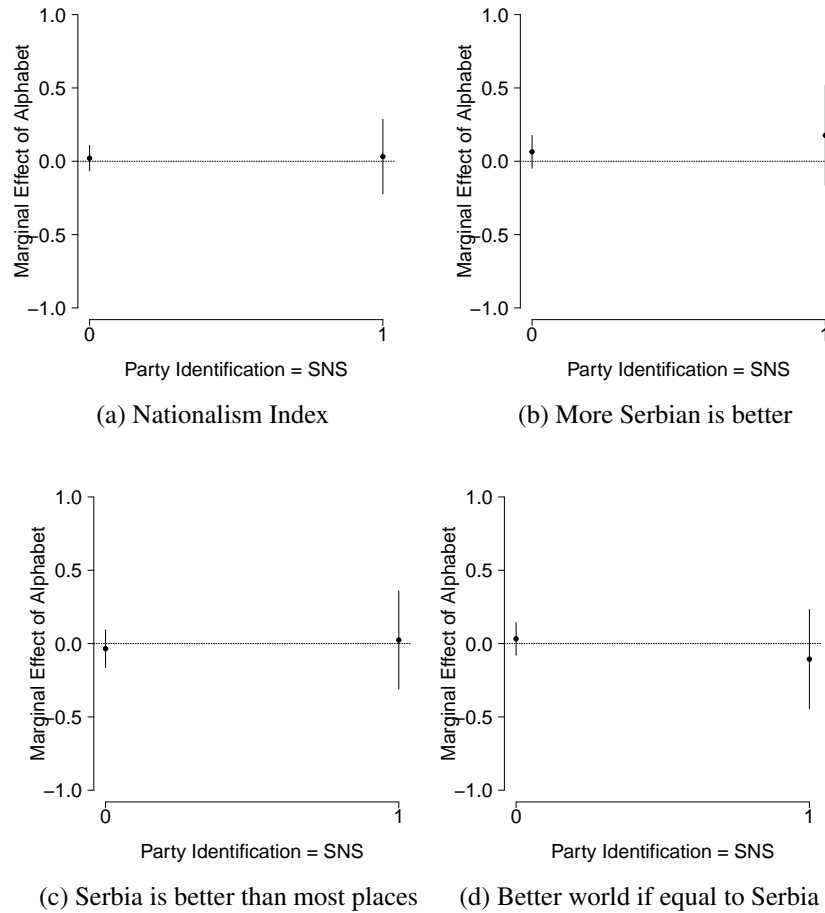 1.0
0.5
0.0
−0.5
−1.0
Marginal Effect of Alphabet
0
1
Party Identification = SNS
(a) Nationalism Index
1.0
0.5
0.0
−0.5
−1.0
Marginal Effect of Alphabet
0
1
Party Identification = SNS
(b) More Serbian is better
1.0
0.5
0.0
−0.5
−1.0
Marginal Effect of Alphabet
0
1
Party Identification = SNS
(c) Serbia is better than most places
1.0
0.5
0.0
−0.5
−1.0
Marginal Effect of Alphabet
0
1
Party Identification = SNS
(d) Better world if equal to Serbia